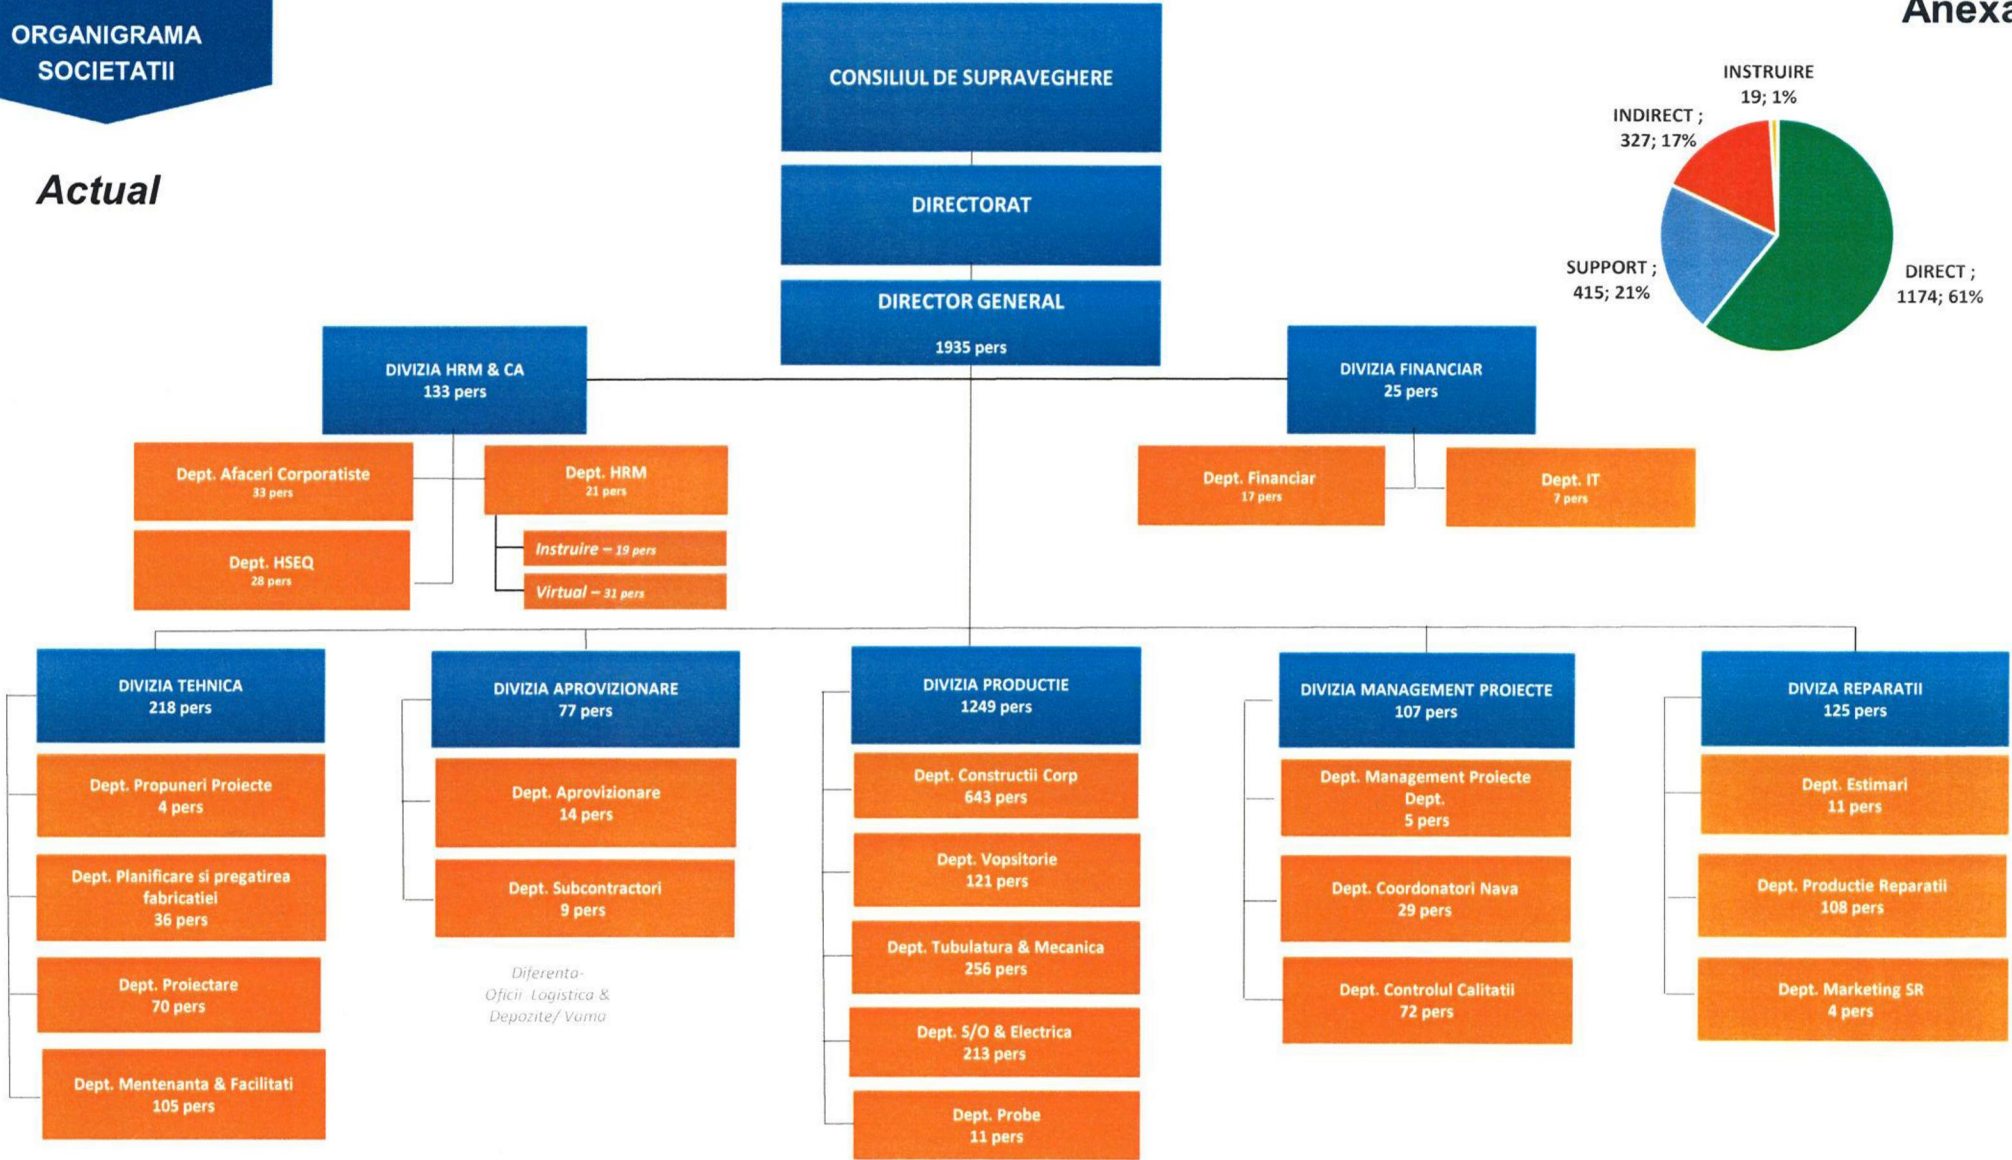 ORGANIGRAMA
SOCIETATII
Anexa
Actual
CONSILIUL DE SUPRAVEGHERE
DIRECTORAT
DIRECTOR GENERAL
1935 pers
INSTRUIRE
19; 1%
INDIRECT ;
327; 17%
SUPPORT ;
415; 21%
DIRECT ;
1174; 61%
DIVIZIA HRM & CA
133 pers
DIVIZIA FINANCIAR
25 pers
Dept. Afaceri Corporatiste
33 pers
Dept. HRM
21 pers
Instruire – 19 pers
Virtual – 31 pers
Dept. HSEQ
28 pers
Dept. Financiar
17 pers
Dept. IT
7 pers
DIVIZIA TEHNICA
218 pers
Dept. Propuneri Proiecte
4 pers
Dept. Planificare si pregatirea
fabricatiei
36 pers
Dept. Proiectare
70 pers
Dept. Mentenanta & Facilitati
105 pers
DIVIZIA APROVIZIONARE
77 pers
Dept. Aprovizionare
14 pers
Dept. Subcontractori
9 pers
Diferenta-
Oficii Logistica &
Depozite/ Vama
DIVIZIA PRODUCTIE
1249 pers
Dept. Constructii Corp
643 pers
Dept. Vopsitorie
121 pers
Dept. Tubulatura & Mecanica
256 pers
Dept. S/O & Electrica
213 pers
Dept. Probe
11 pers
DIVIZIA MANAGEMENT PROIECTE
107 pers
Dept. Management Proiecte
Dept.
5 pers
Dept. Coordonatori Nava
29 pers
Dept. Controlul Calitatii
72 pers
DIVIZA REPARATII
125 pers
Dept. Estimari
11 pers
Dept. Productie Reparatii
108 pers
Dept. Marketing SR
4 pers